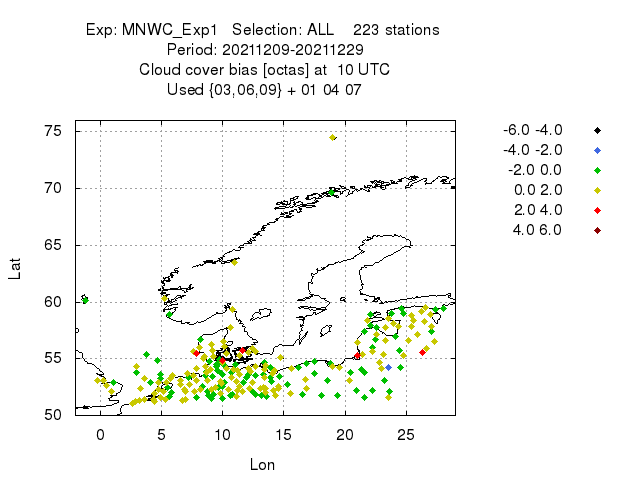 Exp: MNWC_Exp1 Selection: ALL 223 stations
Period: 20211209-20211229
Cloud cover bias [octas] at 10 UTC
Used {03,06,09} + 01 04 07
-6.0 -4.0
-4.0 -2.0
-2.0 0.0
0.0 2.0
2.0 4.0
4.0 6.0
75
70
65
60
55
50
Lat
0 5 10 15 20 25
Lon